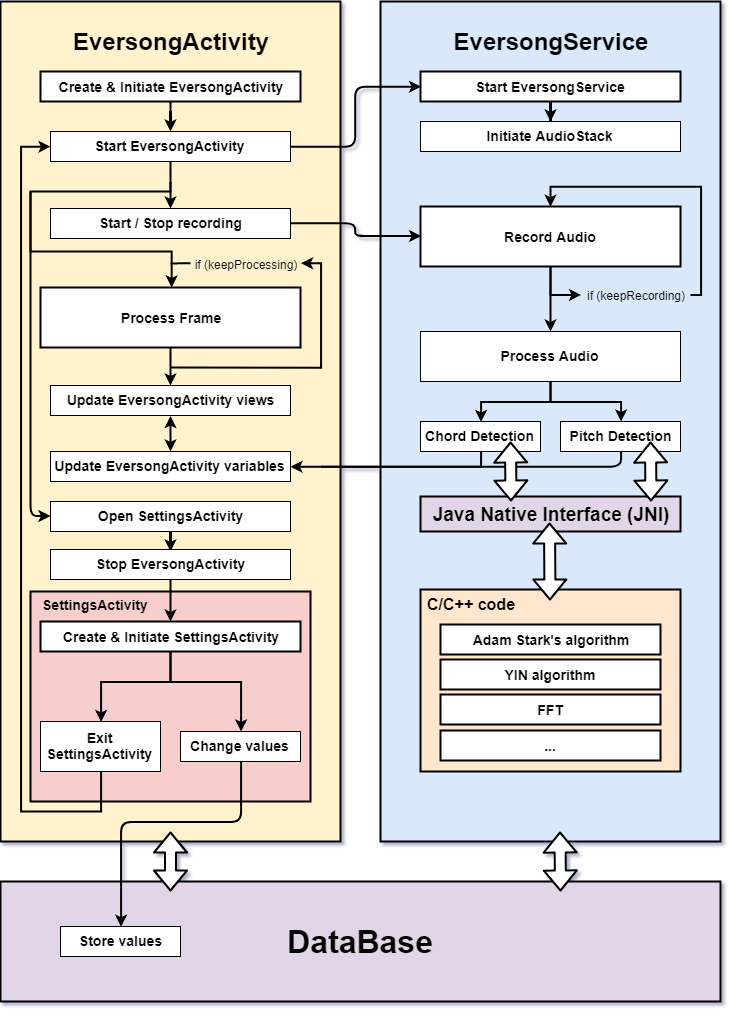 EversongActivity
Create & Initiate EversongActivity
Start EversongActivity
Start / Stop recording
if (keepProcessing)
Process Frame
Update EversongActivity views
Update EversongActivity variables
Open SettingsActivity
Stop EversongActivity
SettingsActivity
Create & Initiate SettingsActivity
Exit
SettingsActivity
Change values
EversongService
Start EversongService
Initiate AudioStack
Record Audio
if (keepRecording)
Process Audio
Chord Detection
Pitch Detection
Java Native Interface (JNI)
C/C++ code
Adam Stark's algorithm
YIN algorithm
FFT
...
Store values
DataBase